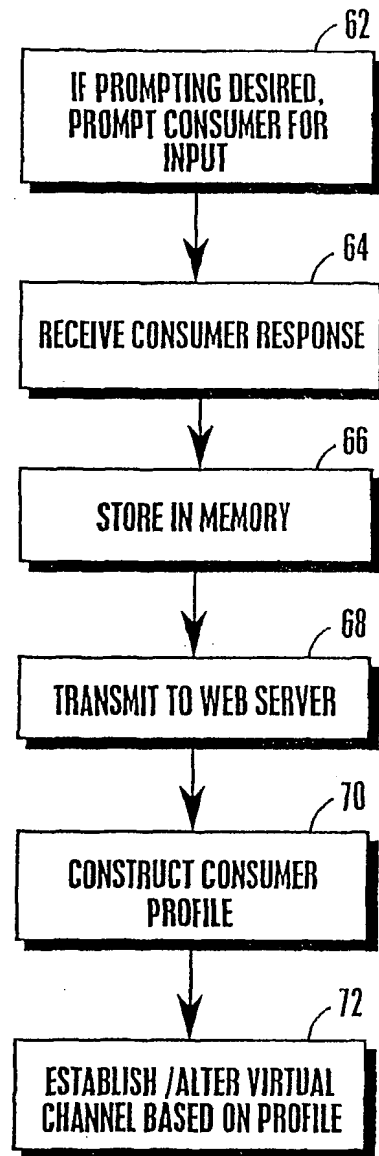 62
IF PROMPTING DESIRED,
PROMPT CONSUMER FOR
INPUT
64
RECEIVE CONSUMER RESPONSE
66
STORE IN MEMORY
68
TRANSMIT TO WEB SERVER
70
CONSTRUCT CONSUMER
PROFILE
72
ESTABLISH /ALTER VIRTUAL
CHANNEL BASED ON PROFILE